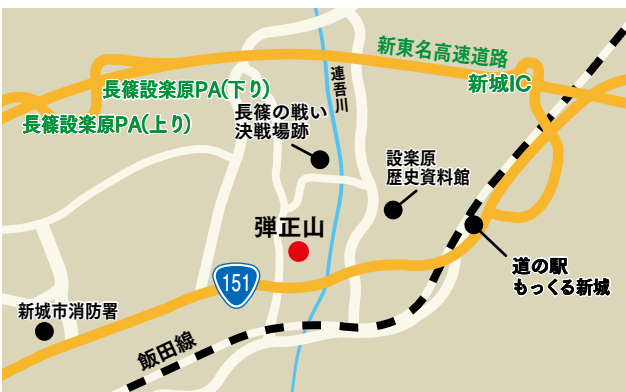 新東名高速道路
連吾川
長篠設楽原PA(下り)
新城IC
長篠の戦い
決戦場跡
長篠設楽原PA(上り)
設楽原
歴史資料館
弾正山
道の駅
もっくる新城
151
新城市消防署
飯田線